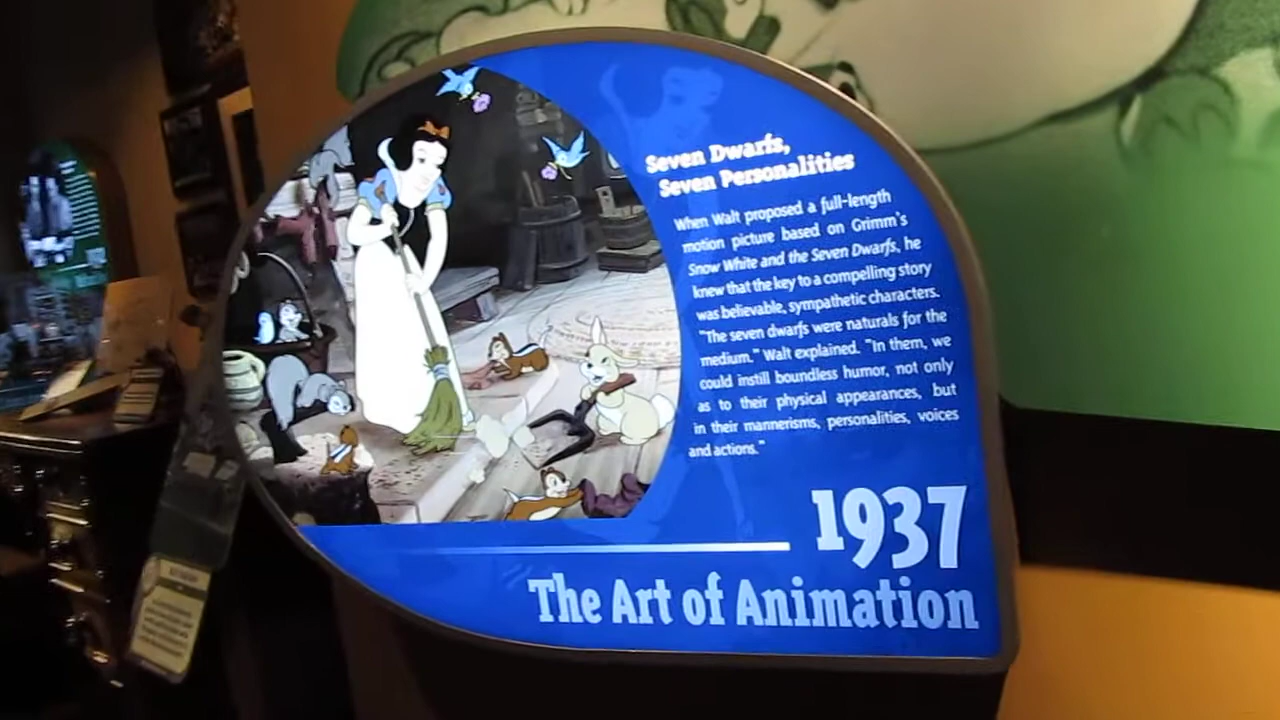 Seven Dwarfs,
Seven Personalities
When Walt proposed a full-length
motion picture based on Grimm's
Snow White and the Seven Dwarfs, he
knew that the key to a compelling story
was believable, sympathetic characters.
"The seven dwarfs were naturals for the
medium." Walt explained. "In them, we
could instill boundless humor, not only
as to their physical appearances, but
in their mannerisms, personalities, voices
and actions."
1937
The Art of Animation